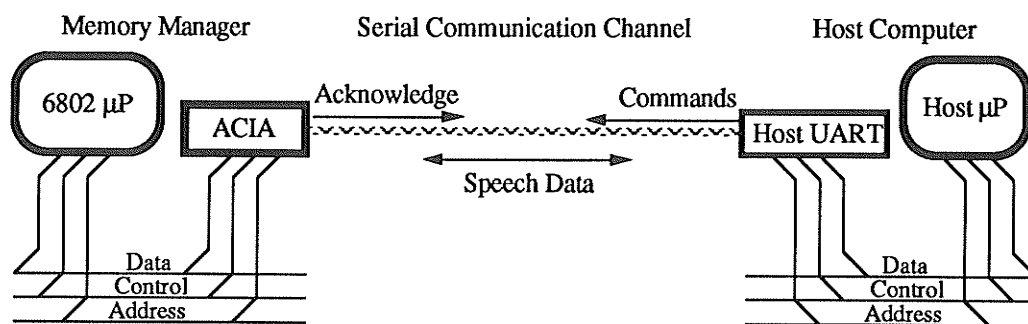 Memory Manager Serial Communication Channel Host Computer
6802 µP
ACIA
Acknowledge
Commands
Host UART
Host µP
Speech Data
Data
Control
Address
Data
Control
Address